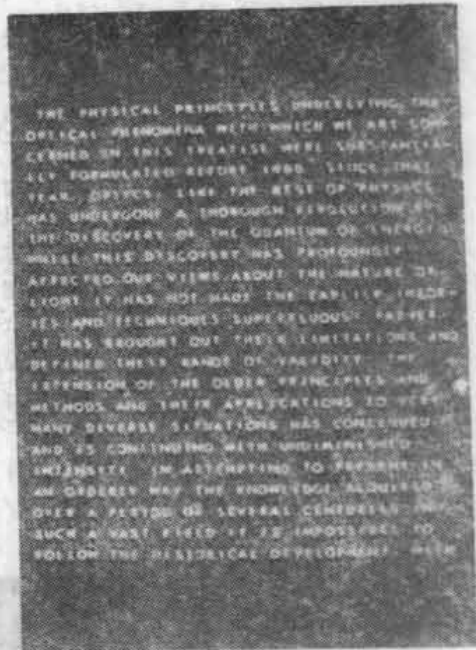 THE PHYSICAL PRINCIPLES UNDERLYING THE
OPTICAL PHENOMENA WITH WHICH WE ARE CON-
CERNED IN THIS TREATISE WERE SUBSTANTIAL-
LY FORMULATED BEFORE 1900. SINCE THAT
YEAR, OPTICS, LIKE THE REST OF PHYSICS,
HAS UNDERGONE A THOROUGH REVOLUTION BY
THE DISCOVERY OF THE QUANTUM OF ENERGY.
WHILE THIS DISCOVERY HAS PROFOUNDLY
AFFECTED OUR VIEWS ABOUT THE NATURE OF
LIGHT IT HAS NOT MADE THE EARLIER THEOR-
IES AND TECHNIQUES SUPERFLUOUS; RATHER,
IT HAS BROUGHT OUT THEIR LIMITATIONS AND
DEFINED THEIR RANGE OF VALIDITY. THE
EXTENSION OF THE OLDER PRINCIPLES AND
METHODS AND THEIR APPLICATIONS TO VERY
MANY DIVERSE SITUATIONS HAS CONTINUED,
AND IS CONTINUING WITH UNDIMINISHED
INTENSITY. IN ATTEMPTING TO PRESENT IN
AN ORDERLY WAY THE KNOWLEDGE ACQUIRED
OVER A PERIOD OF SEVERAL CENTURIES IN
SUCH A VAST FIELD IT IS IMPOSSIBLE TO
FOLLOW THE HISTORICAL DEVELOPMENT, WITH